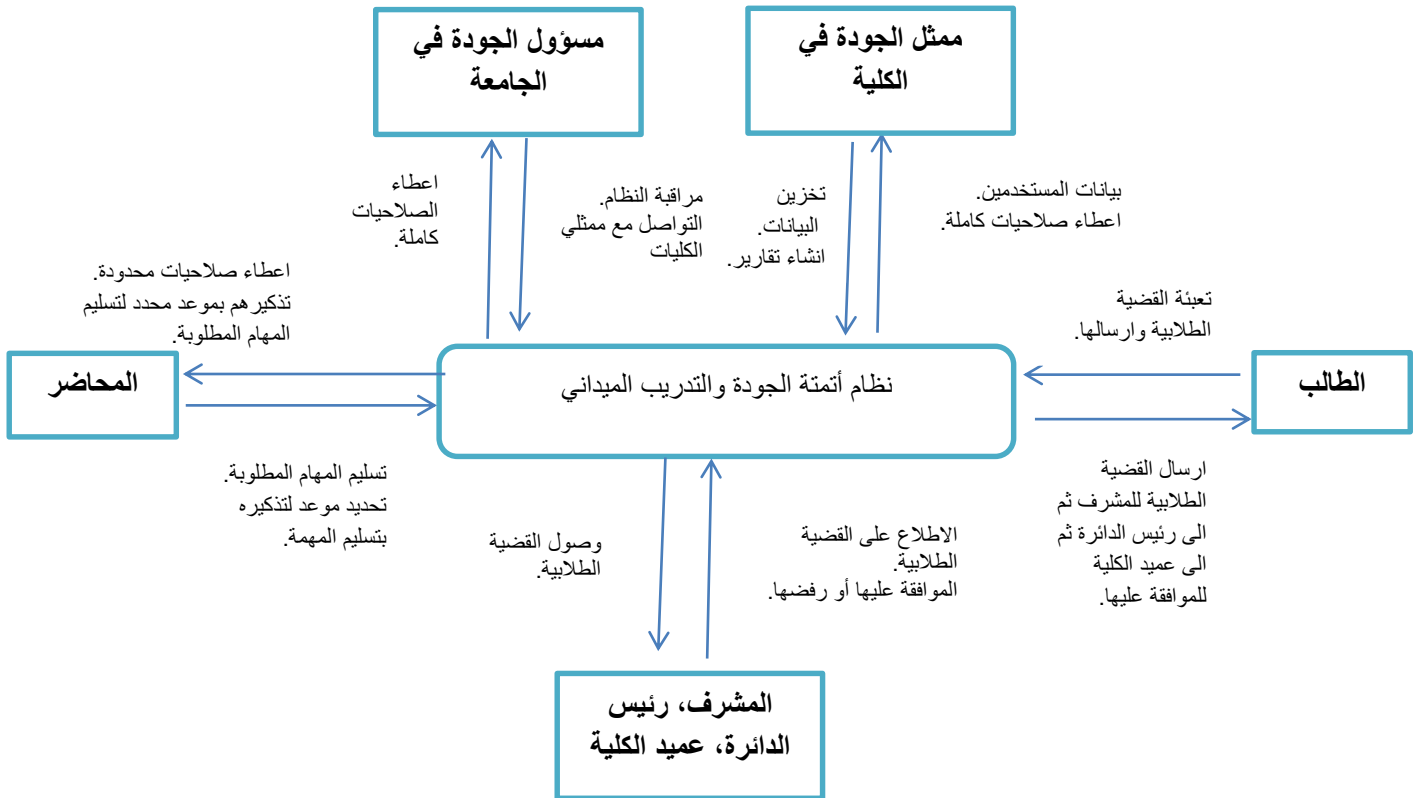 ممثل الجودة في
الكلية
مسؤول الجودة في
الجامعة
بيانات المستخدمين.
اعطاء صلاحيات كاملة.
تخزين
البيانات.
انشاء تقارير.
مراقبة النظام.
التواصل مع ممثلي
الكليات
اعطاء
الصلاحيات
كاملة.
اعطاء صلاحيات محدودة.
تذكيرهم بموعد محدد لتسليم
المهام المطلوبة.
تعبئة القضية
الطلابية وارسالها.
الطالب
نظام أتمتة الجودة والتدريب الميداني
المحاضر
ارسال القضية
الطلابية للمشرف ثم
الى رئيس الدائرة ثم
الى عميد الكلية
للموافقة عليها.
الاطلاع على القضية
الطلابية.
الموافقة عليها أو رفضها.
وصول القضية
الطلابية.
تسليم المهام المطلوبة.
تحديد موعد لتذكيره
بتسليم المهمة.
المشرف، رئيس
الدائرة، عميد الكلية